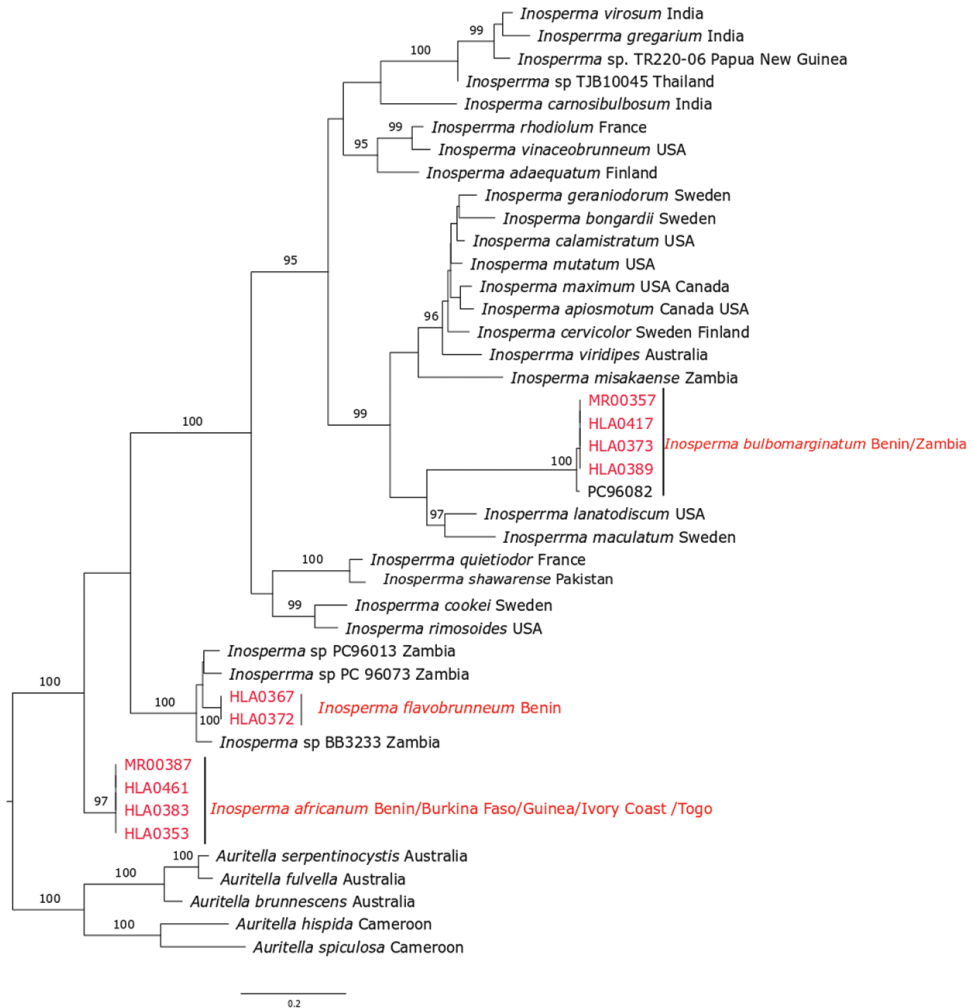 Inosperma virosum India
99
Inosperrma gregarium India
Inosperrma sp. TR220-06 Papua New Guinea
100
Inosperrma sp TJB10045 Thailand
Inosperma carnosibulbosum India
99
Inosperrma rhodiolum France
95
Inosperma vinaceobrunneum USA
Inosperma adaequatum Finland
Inosperma geraniodorum Sweden
Inosperma bongardii Sweden
Inosperma calamistratum USA
95
Inosperma mutatum USA
Inosperma maximum USA Canada
Inosperma apiosmotum Canada USA
96
Inosperma cervicolor Sweden Finland
Inosperrma viridipes Australia
Inosperma misakaense Zambia
MR00357
99
HLA0417
100
HLA0373
Inosperma bulbomarginatum Benin/Zambia
HLA0389
100
PC96082
97
Inosperrma lanatodiscum USA
Inosperrma maculatum Sweden
100
Inosperrma quietiodor France
Inosperrma shawarense Pakistan
99
Inosperrma cookei Sweden
Inosperrma rimosoides USA
Inosperma sp PC96013 Zambia
100
Inosperrma sp PC 96073 Zambia
100
HLA0367
Inosperma flavobrunneum Benin
100
HLA0372
Inosperma sp BB3233 Zambia
MR00387
HLA0461
97
HLA0383
Inosperma africanum Benin/Burkina Faso/Guinea/Ivory Coast /Togo
HLA0353
100
Auritella serpentinocystis Australia
100
Auritella fulvella Australia
100
Auritella brunnescens Australia
100
Auritella hispida Cameroon
Auritella spiculosa Cameroon
0.2